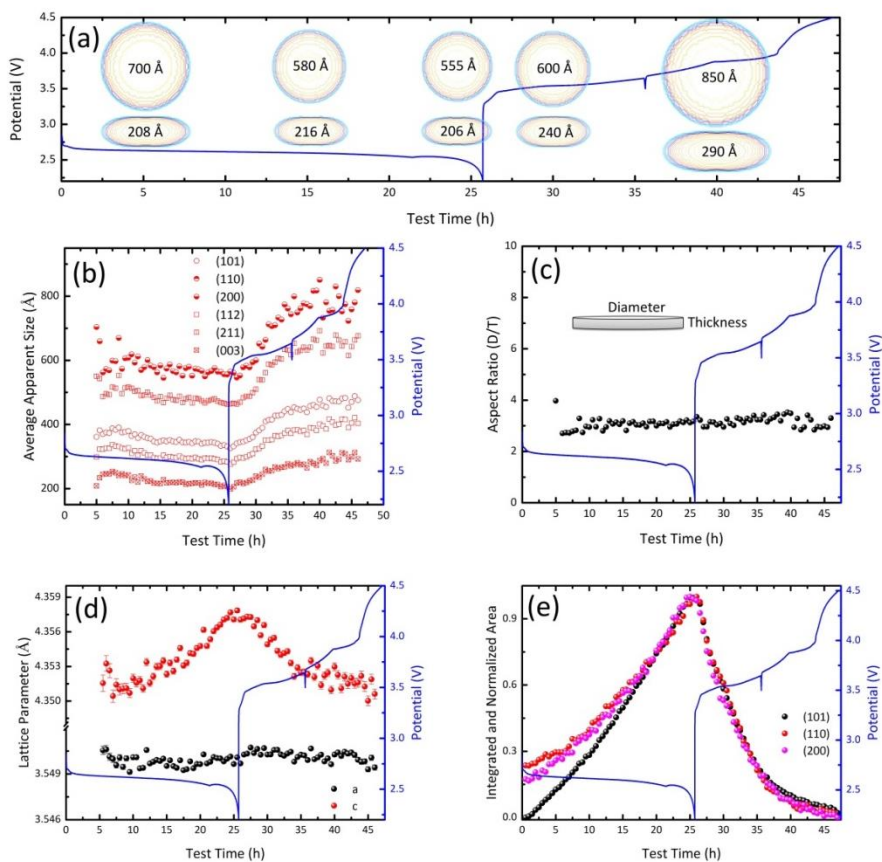 (a)
4.5
4.0
3.5
3.0
2.5
Potential (V)
700 Å
580 Å
555 Å
600 Å
850 Å
208 Å
216 Å
206 Å
240 Å
290 Å
0 5 10 15 20 25 30 35 40 45
Test Time (h)
(b)
(101)
(110)
(200)
(112)
(211)
(003)
800
600
400
200
Average Apparent Size (Å)
4.5
4.0
3.5
3.0
2.5
Potential (V)
0 5 10 15 20 25 30 35 40 45 50
Test Time (h)
(c)
Diameter
Thickness
10
8
6
4
2
0
Aspect Ratio (D/T)
4.5
4.0
3.5
3.0
2.5
Potential (V)
0 5 10 15 20 25 30 35 40 45
Test Time (h)
(d)
4.359
4.356
4.353
4.350
3.549
3.546
Lattice Parameter (Å)
a
c
4.5
4.0
3.5
3.0
2.5
Potential (V)
0 5 10 15 20 25 30 35 40 45
Test Time (h)
(e)
0.9
0.6
0.3
0.0
Integrated and Normalized Area
(101)
(110)
(200)
4.5
4.0
3.5
3.0
2.5
Potential (V)
0 5 10 15 20 25 30 35 40 45
Test Time (h)